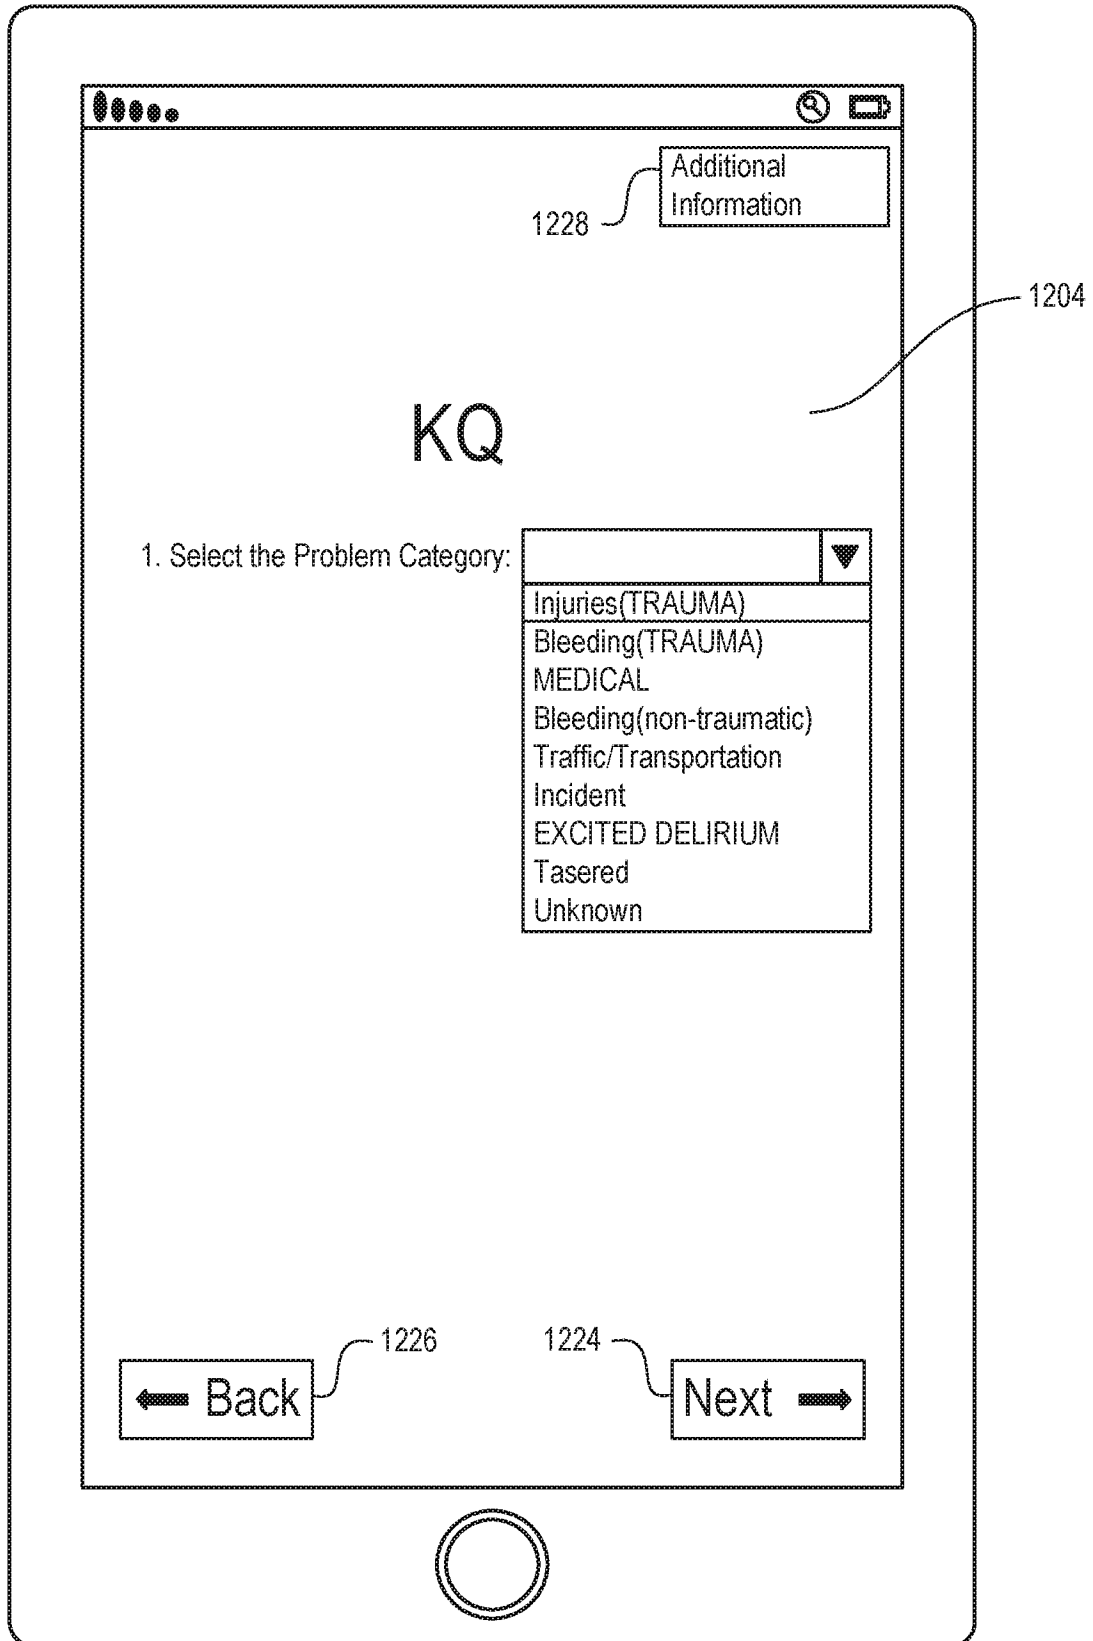 Additional
Information
1228
1204
KQ
1. Select the Problem Category:
Injuries(TRAUMA)
Bleeding(TRAUMA)
MEDICAL
Bleeding(non-traumatic)
Traffic/Transportation
Incident
EXCITED DELIRIUM
Tasered
Unknown
1226
1224
Back
Next